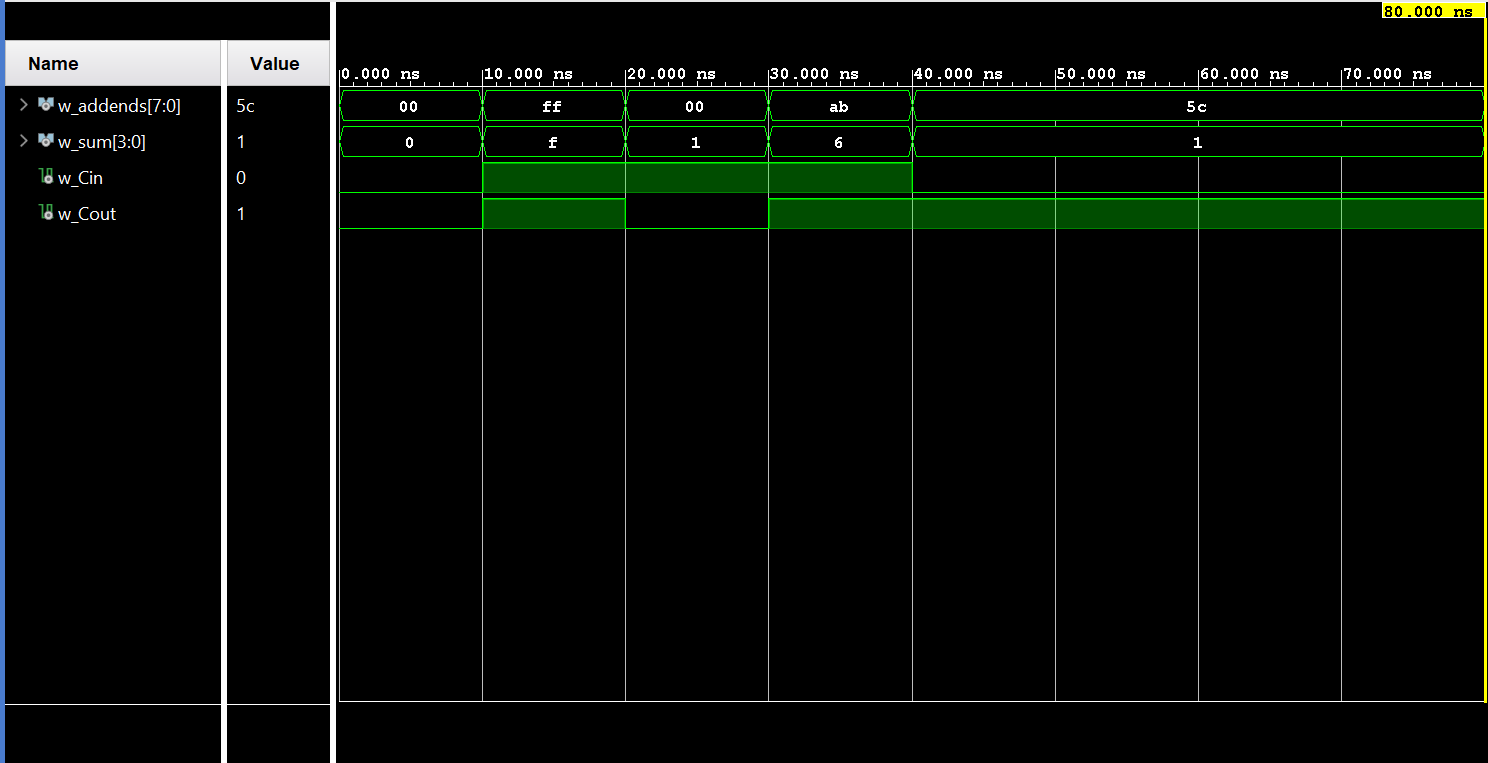 80.000 ns
Name Value
0.000 ns 10.000 ns 20.000 ns 30.000 ns 40.000 ns 50.000 ns 60.000 ns 70.000 ns
w_addends[7:0] 5c 00 ff 00 ab 5c
w_sum[3:0] 1 0 f 1 6 1
w_Cin 0
w_Cout 1